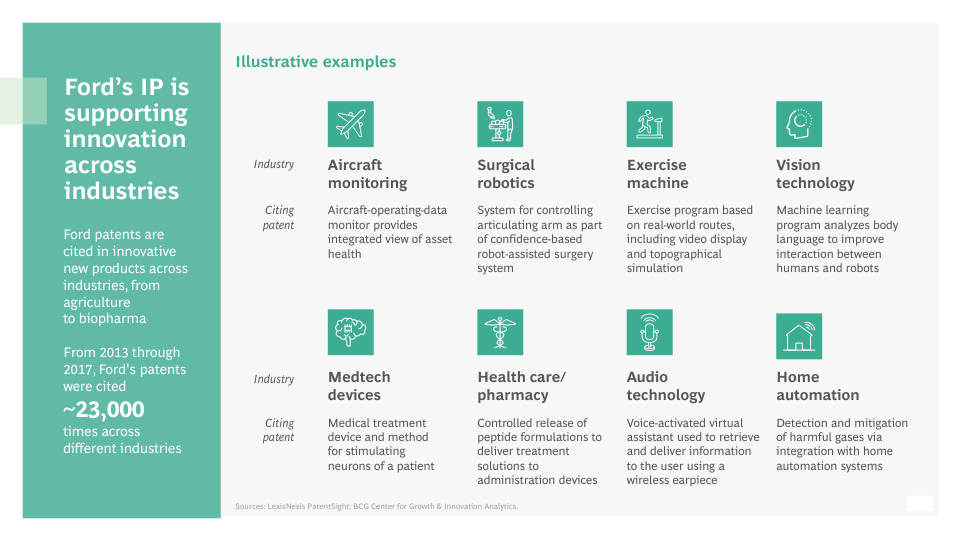 Ford’s IP is
supporting
innovation
across
industries
Ford patents are
cited in innovative
new products across
industries, from
agriculture
to biopharma
From 2013 through
2017, Ford’s patents
were cited
~23,000
times across
different industries
Illustrative examples
Industry
Aircraft
monitoring
Surgical
robotics
Exercise
machine
Vision
technology
Citing
patent
Aircraft-operating-data
monitor provides
integrated view of asset
health
System for controlling
articulating arm as part
of confidence-based
robot-assisted surgery
system
Exercise program based
on real-world routes,
including video display
and topographical
simulation
Machine learning
program analyzes body
language to improve
interaction between
humans and robots
Industry
Medtech
devices
Health care/
pharmacy
Audio
technology
Home
automation
Citing
patent
Medical treatment
device and method
for stimulating
neurons of a patient
Controlled release of
peptide formulations to
deliver treatment
solutions to
administration devices
Voice-activated virtual
assistant used to retrieve
and deliver information
to the user using a
wireless earpiece
Detection and mitigation
of harmful gases via
integration with home
automation systems
Sources: LexisNexis PatentSight; BCG Center for Growth & Innovation Analytics.